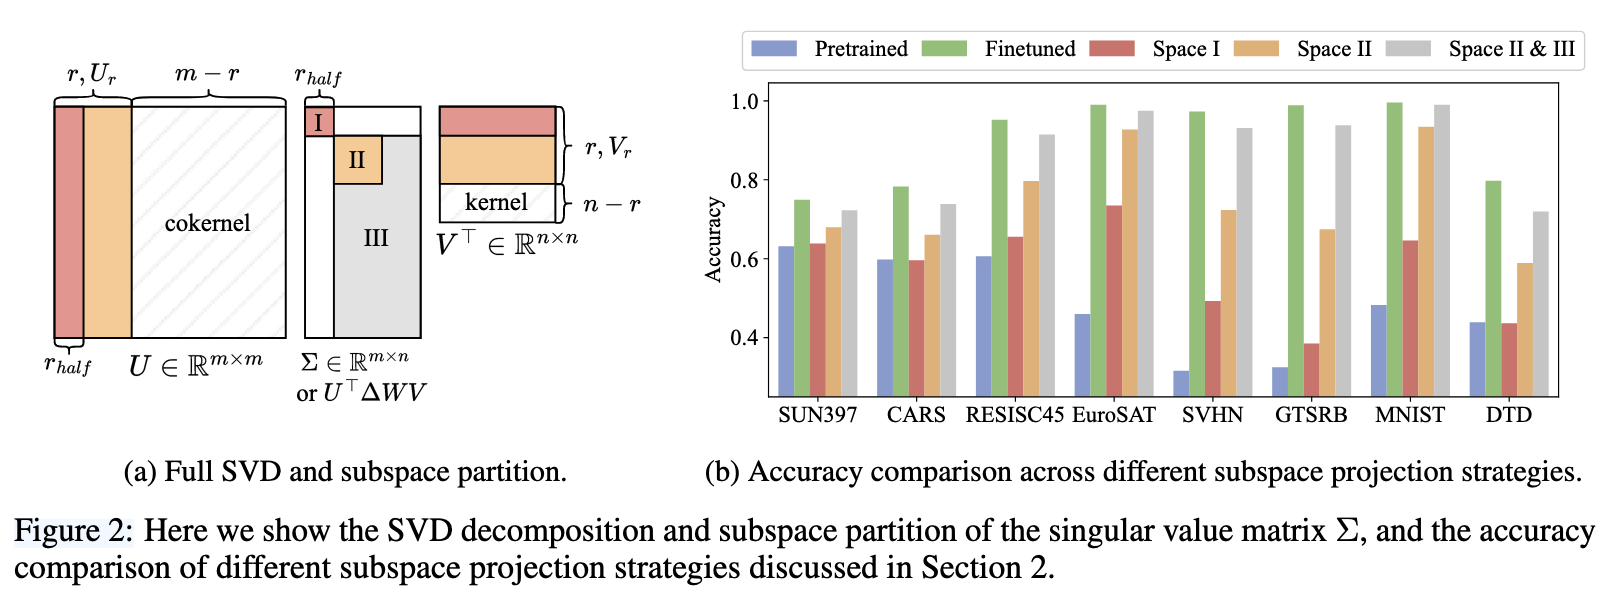 Pretrained Finetuned Space I Space II Space II & III
r, U_r m − r r_half
I
II
III
cokernel
kernel
r, V_r
n − r
V^⊤ ∈ ℝ^{n×n}
r_half U ∈ ℝ^{m×m}
Σ ∈ ℝ^{m×n}
or U^⊤ΔWV
Accuracy
1.0
0.8
0.6
0.4
SUN397 CARS RESISC45 EuroSAT SVHN GTSRB MNIST DTD
(a) Full SVD and subspace partition.
(b) Accuracy comparison across different subspace projection strategies.
Figure 2: Here we show the SVD decomposition and subspace partition of the singular value matrix Σ, and the accuracy
comparison of different subspace projection strategies discussed in Section 2.